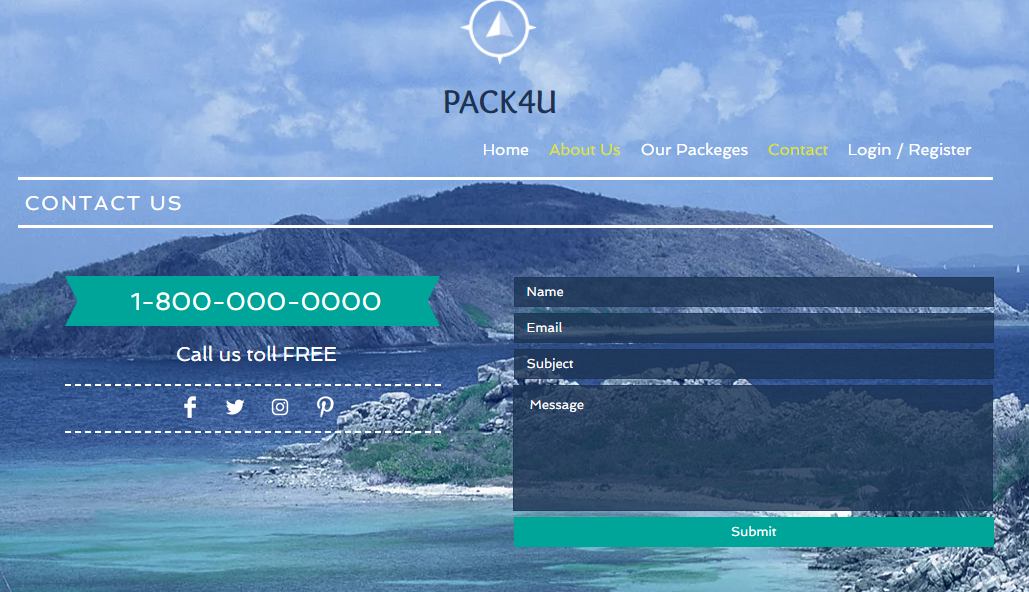 PACK4U
Home About Us Our Packeges Contact Login / Register
CONTACT US
1-800-000-0000
Call us toll FREE
Name
Email
Subject
Message
Submit